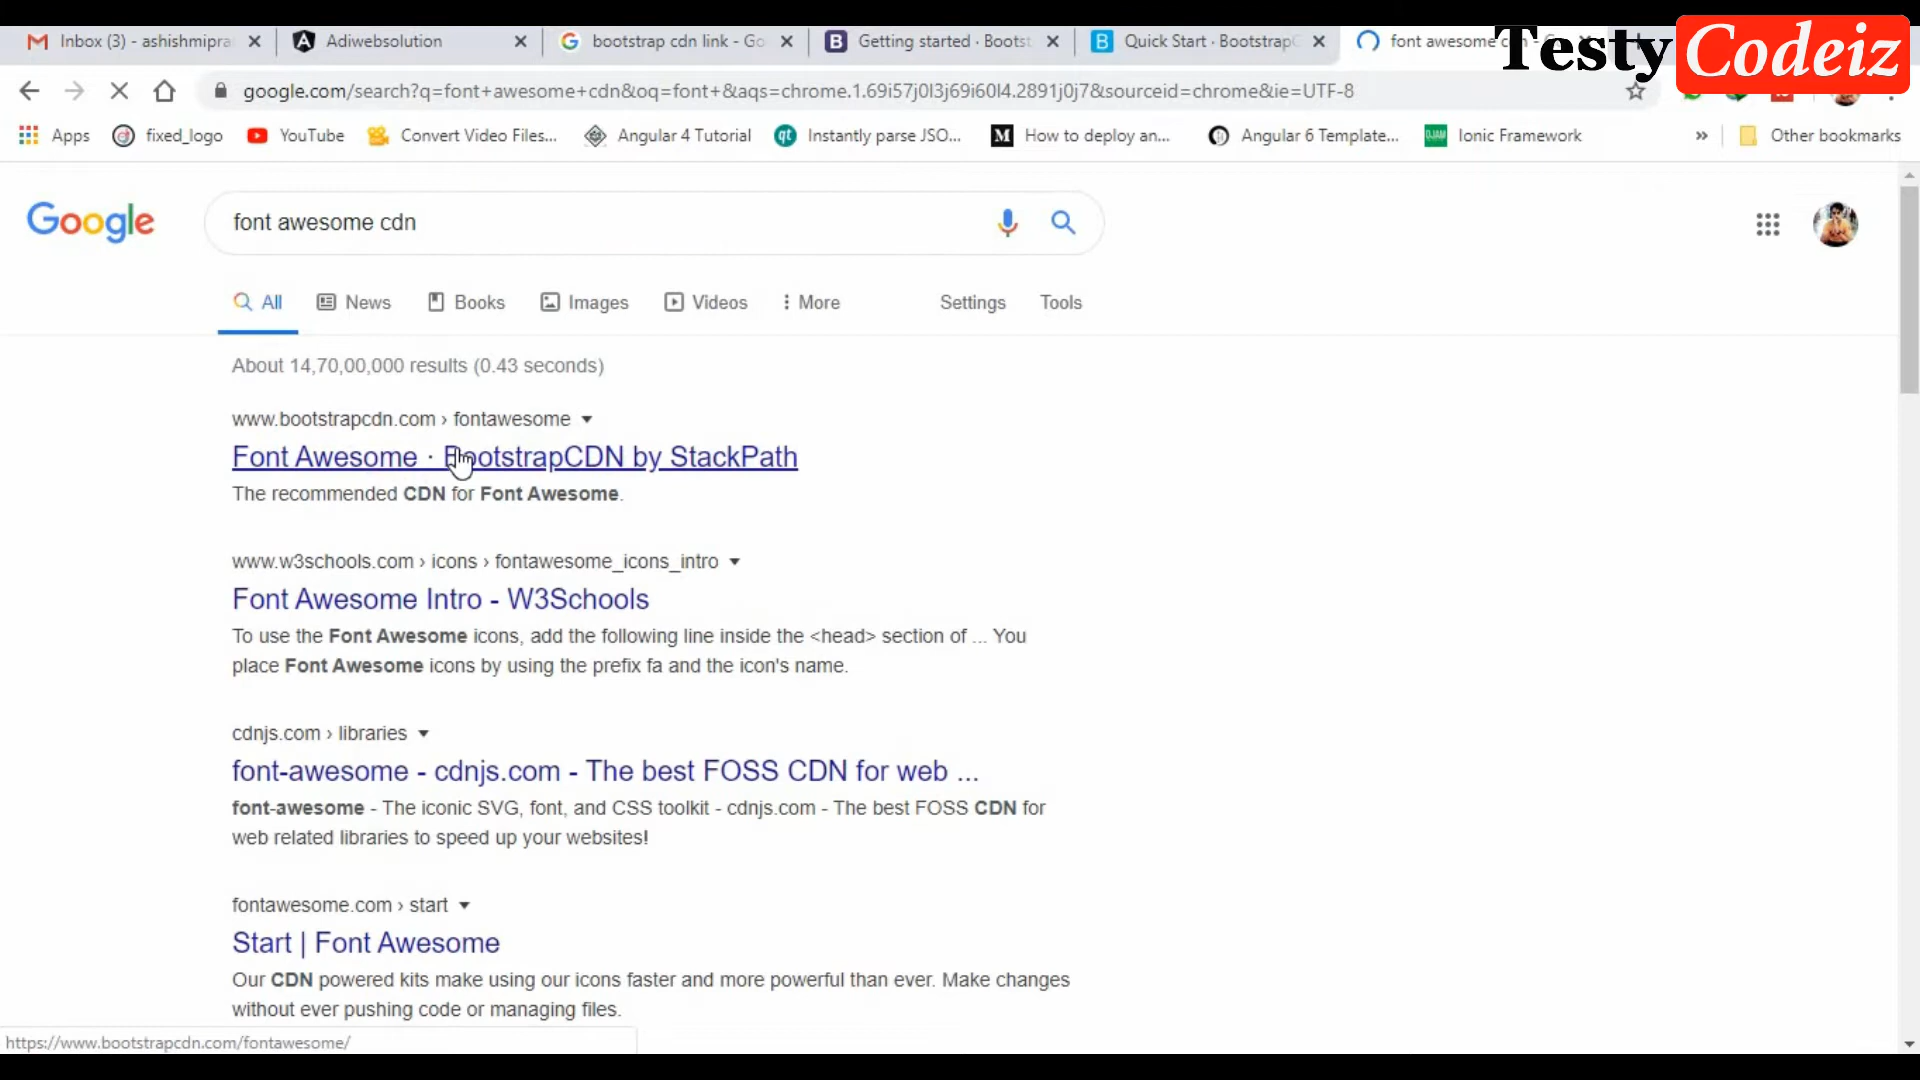 Inbox (3) - ashishmipra
Adiwebsolution
bootstrap cdn link - Go
Getting started · Bootst
Quick Start · BootstrapC
font awesome
Testy Codeiz
google.com/search?q=font+awesome+cdn&oq=font+&aqs=chrome.1.69i57j0l3j69i60l4.2891j0j7&sourceid=chrome&ie=UTF-8
Apps
fixed_logo
YouTube
Convert Video Files...
Angular 4 Tutorial
qt
Instantly parse JSO...
M
How to deploy an...
Angular 6 Template...
Ionic Framework
»
Other bookmarks
Google
font awesome cdn
All
News
Books
Images
Videos
More
Settings
Tools
About 14,70,00,000 results (0.43 seconds)
www.bootstrapcdn.com › fontawesome
Font Awesome · BootstrapCDN by StackPath
The recommended CDN for Font Awesome.
www.w3schools.com › icons › fontawesome_icons_intro
Font Awesome Intro - W3Schools
To use the Font Awesome icons, add the following line inside the <head> section of ... You
place Font Awesome icons by using the prefix fa and the icon's name.
cdnjs.com › libraries
font-awesome - cdnjs.com - The best FOSS CDN for web ...
font-awesome - The iconic SVG, font, and CSS toolkit - cdnjs.com - The best FOSS CDN for
web related libraries to speed up your websites!
fontawesome.com › start
Start | Font Awesome
Our CDN powered kits make using our icons faster and more powerful than ever. Make changes
without ever pushing code or managing files.
https://www.bootstrapcdn.com/fontawesome/